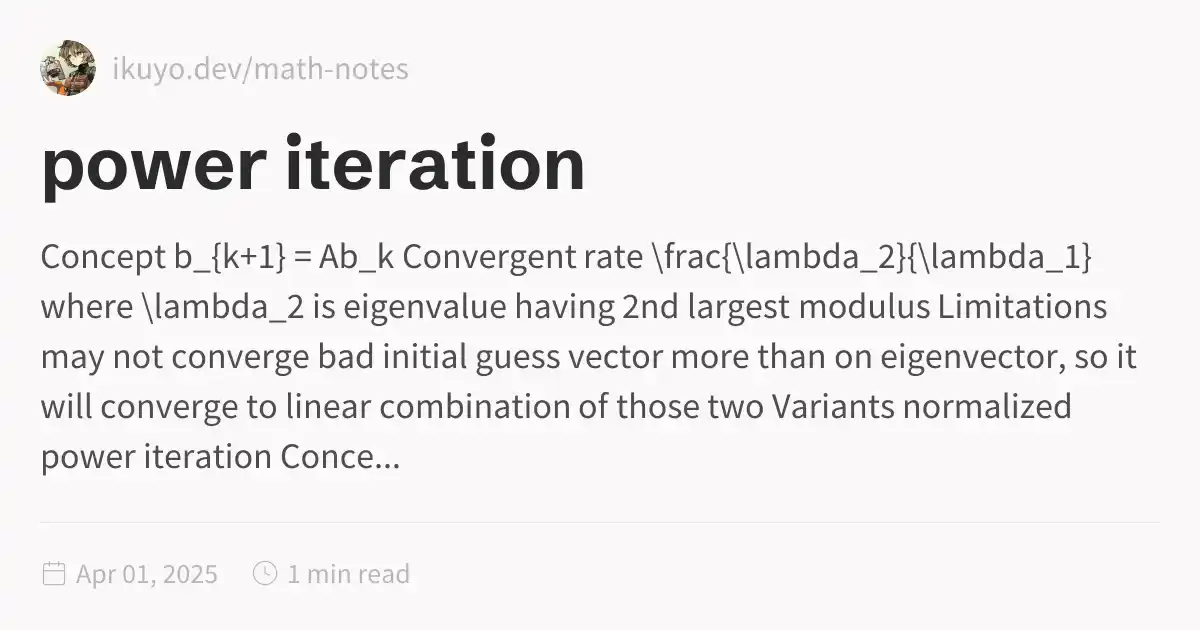 ikuyo.dev/math-notes
power iteration
Concept b_{k+1} = Ab_k Convergent rate \frac{\lambda_2}{\lambda_1}
where \lambda_2 is eigenvalue having 2nd largest modulus Limitations
may not converge bad initial guess vector more than on eigenvector, so it
will converge to linear combination of those two Variants normalized
power iteration Conce...
Apr 01, 2025 1 min read